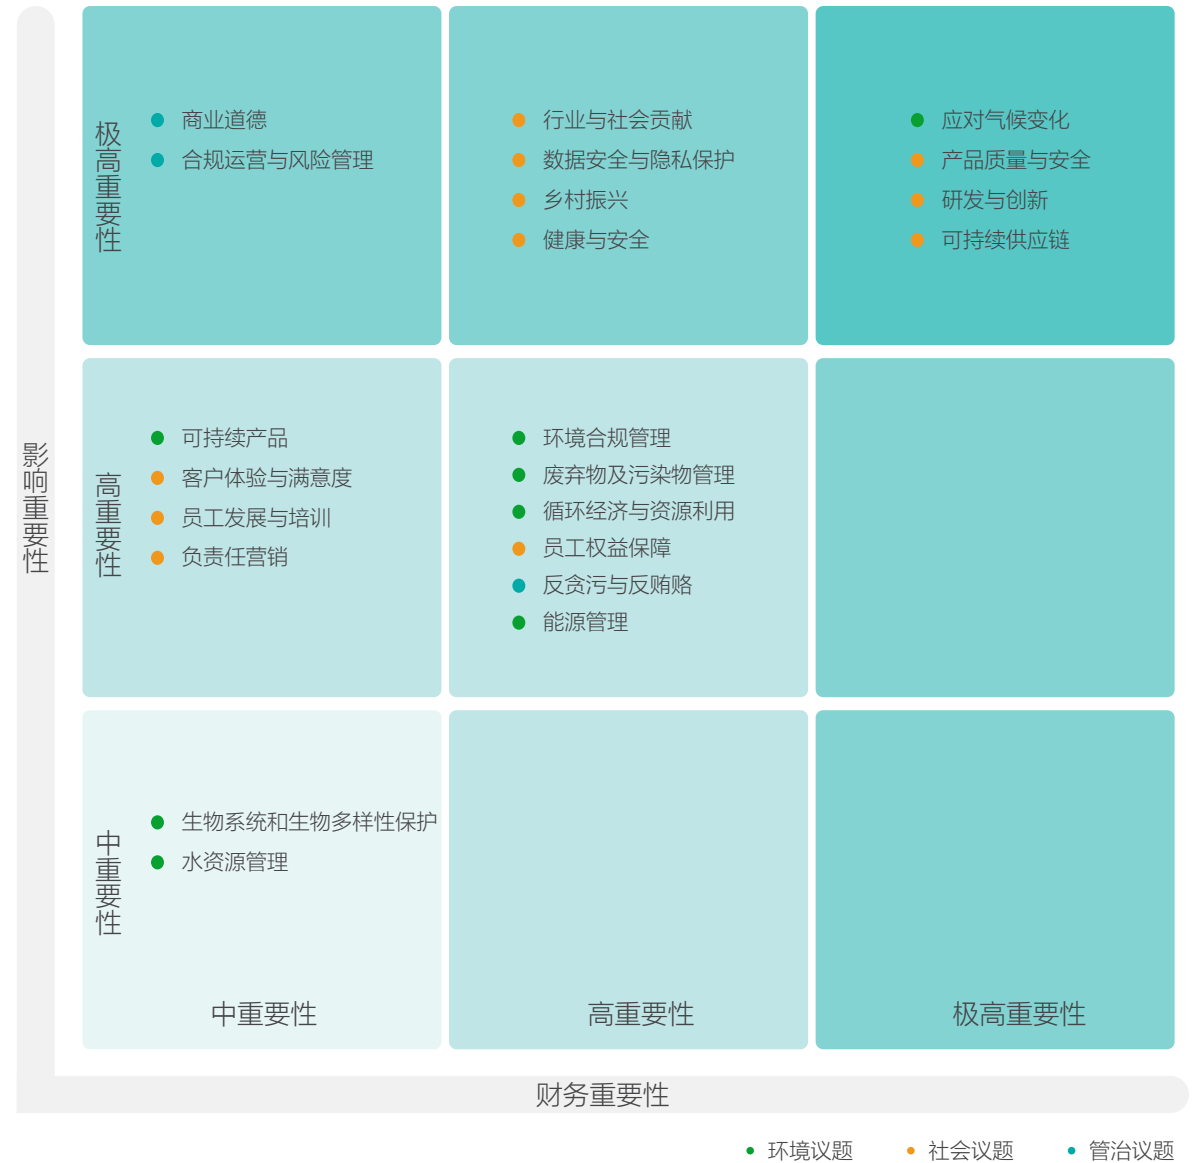 影响重要性
极高重要性
商业道德
合规运营与风险管理
行业与社会贡献
数据安全与隐私保护
乡村振兴
健康与安全
应对气候变化
产品质量与安全
研发与创新
可持续供应链
高重要性
可持续产品
客户体验与满意度
员工发展与培训
负责任营销
环境合规管理
废弃物及污染物管理
循环经济与资源利用
员工权益保障
反贪污与反贿赂
能源管理
中重要性
生物系统和生物多样性保护
水资源管理
中重要性
高重要性
极高重要性
财务重要性
环境议题
社会议题
管治议题